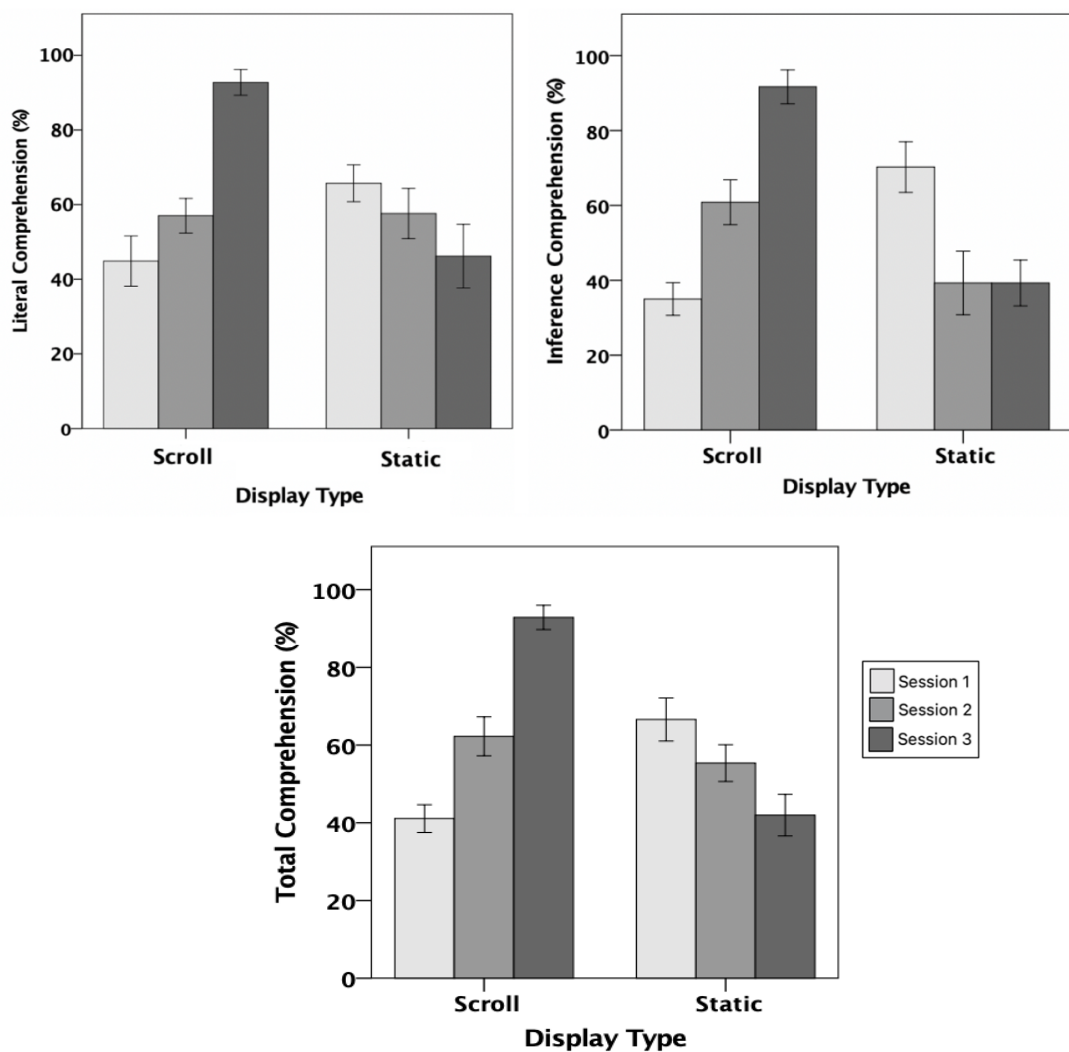 Literal Comprehension (%)
100
80
60
40
20
0
Scroll
Static
Display Type
Inference Comprehension (%)
100
80
60
40
20
0
Scroll
Static
Display Type
Total Comprehension (%)
100
80
60
40
20
0
Scroll
Static
Display Type
Session 1
Session 2
Session 3